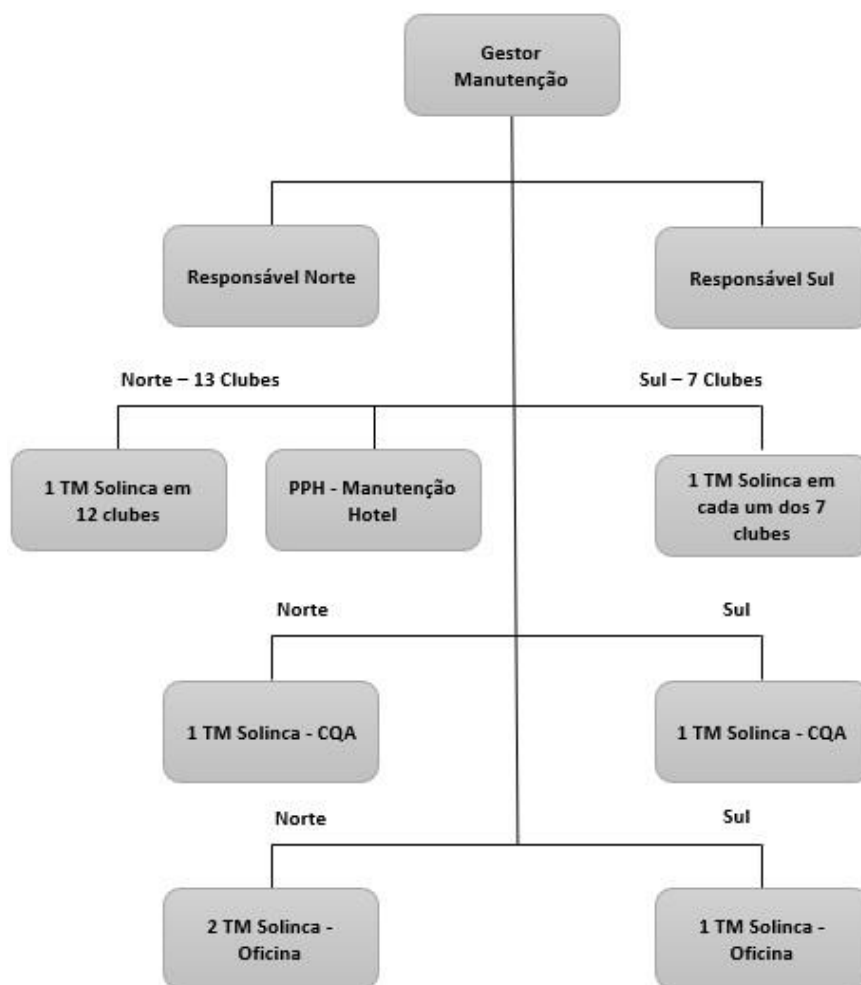 Gestor
Manutenção
Responsável Norte
Responsável Sul
Norte – 13 Clubes
Sul – 7 Clubes
1 TM Solinca em
12 clubes
PPH - Manutenção
Hotel
1 TM Solinca em
cada um dos 7
clubes
Norte
Sul
1 TM Solinca - CQA
1 TM Solinca - CQA
Norte
Sul
2 TM Solinca -
Oficina
1 TM Solinca -
Oficina